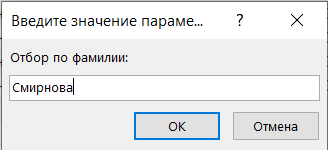 Введите значение параме... ?
Отбор по фамилии:
Смирнова
ОК Отмена